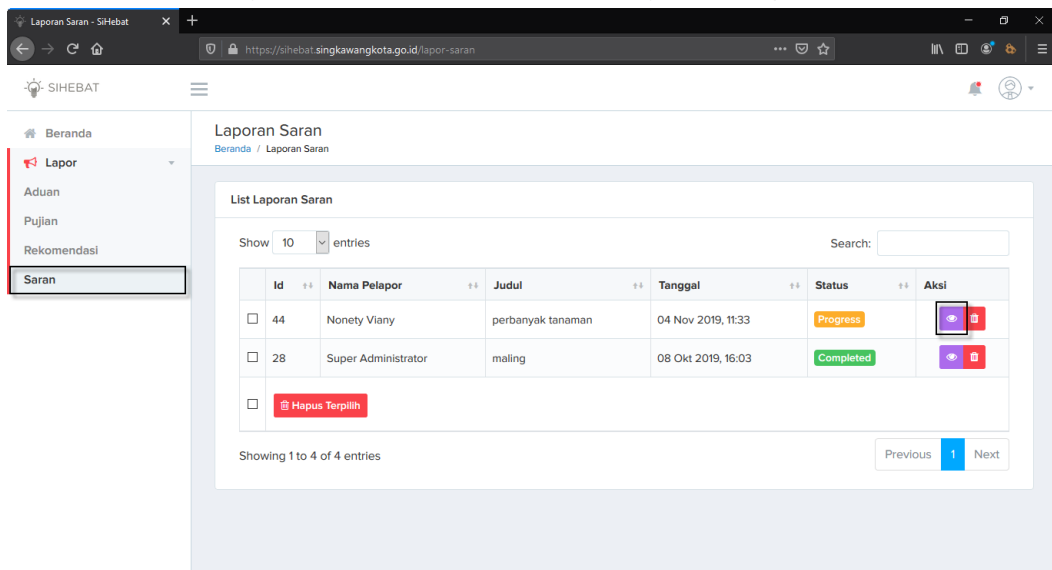 Laporan Saran - SiHebat
https://sihebat.singkawangkota.go.id/lapor-saran
SIHEBAT
Beranda
Lapor
Aduan
Pujian
Rekomendasi
Saran
Laporan Saran
Beranda / Laporan Saran
List Laporan Saran
Show 10 entries Search:
Id Nama Pelapor Judul Tanggal Status Aksi
44 Nonety Viany perbanyak tanaman 04 Nov 2019, 11:33 Progress
28 Super Administrator maling 08 Okt 2019, 16:03 Completed
Hapus Terpilih
Showing 1 to 4 of 4 entries Previous 1 Next